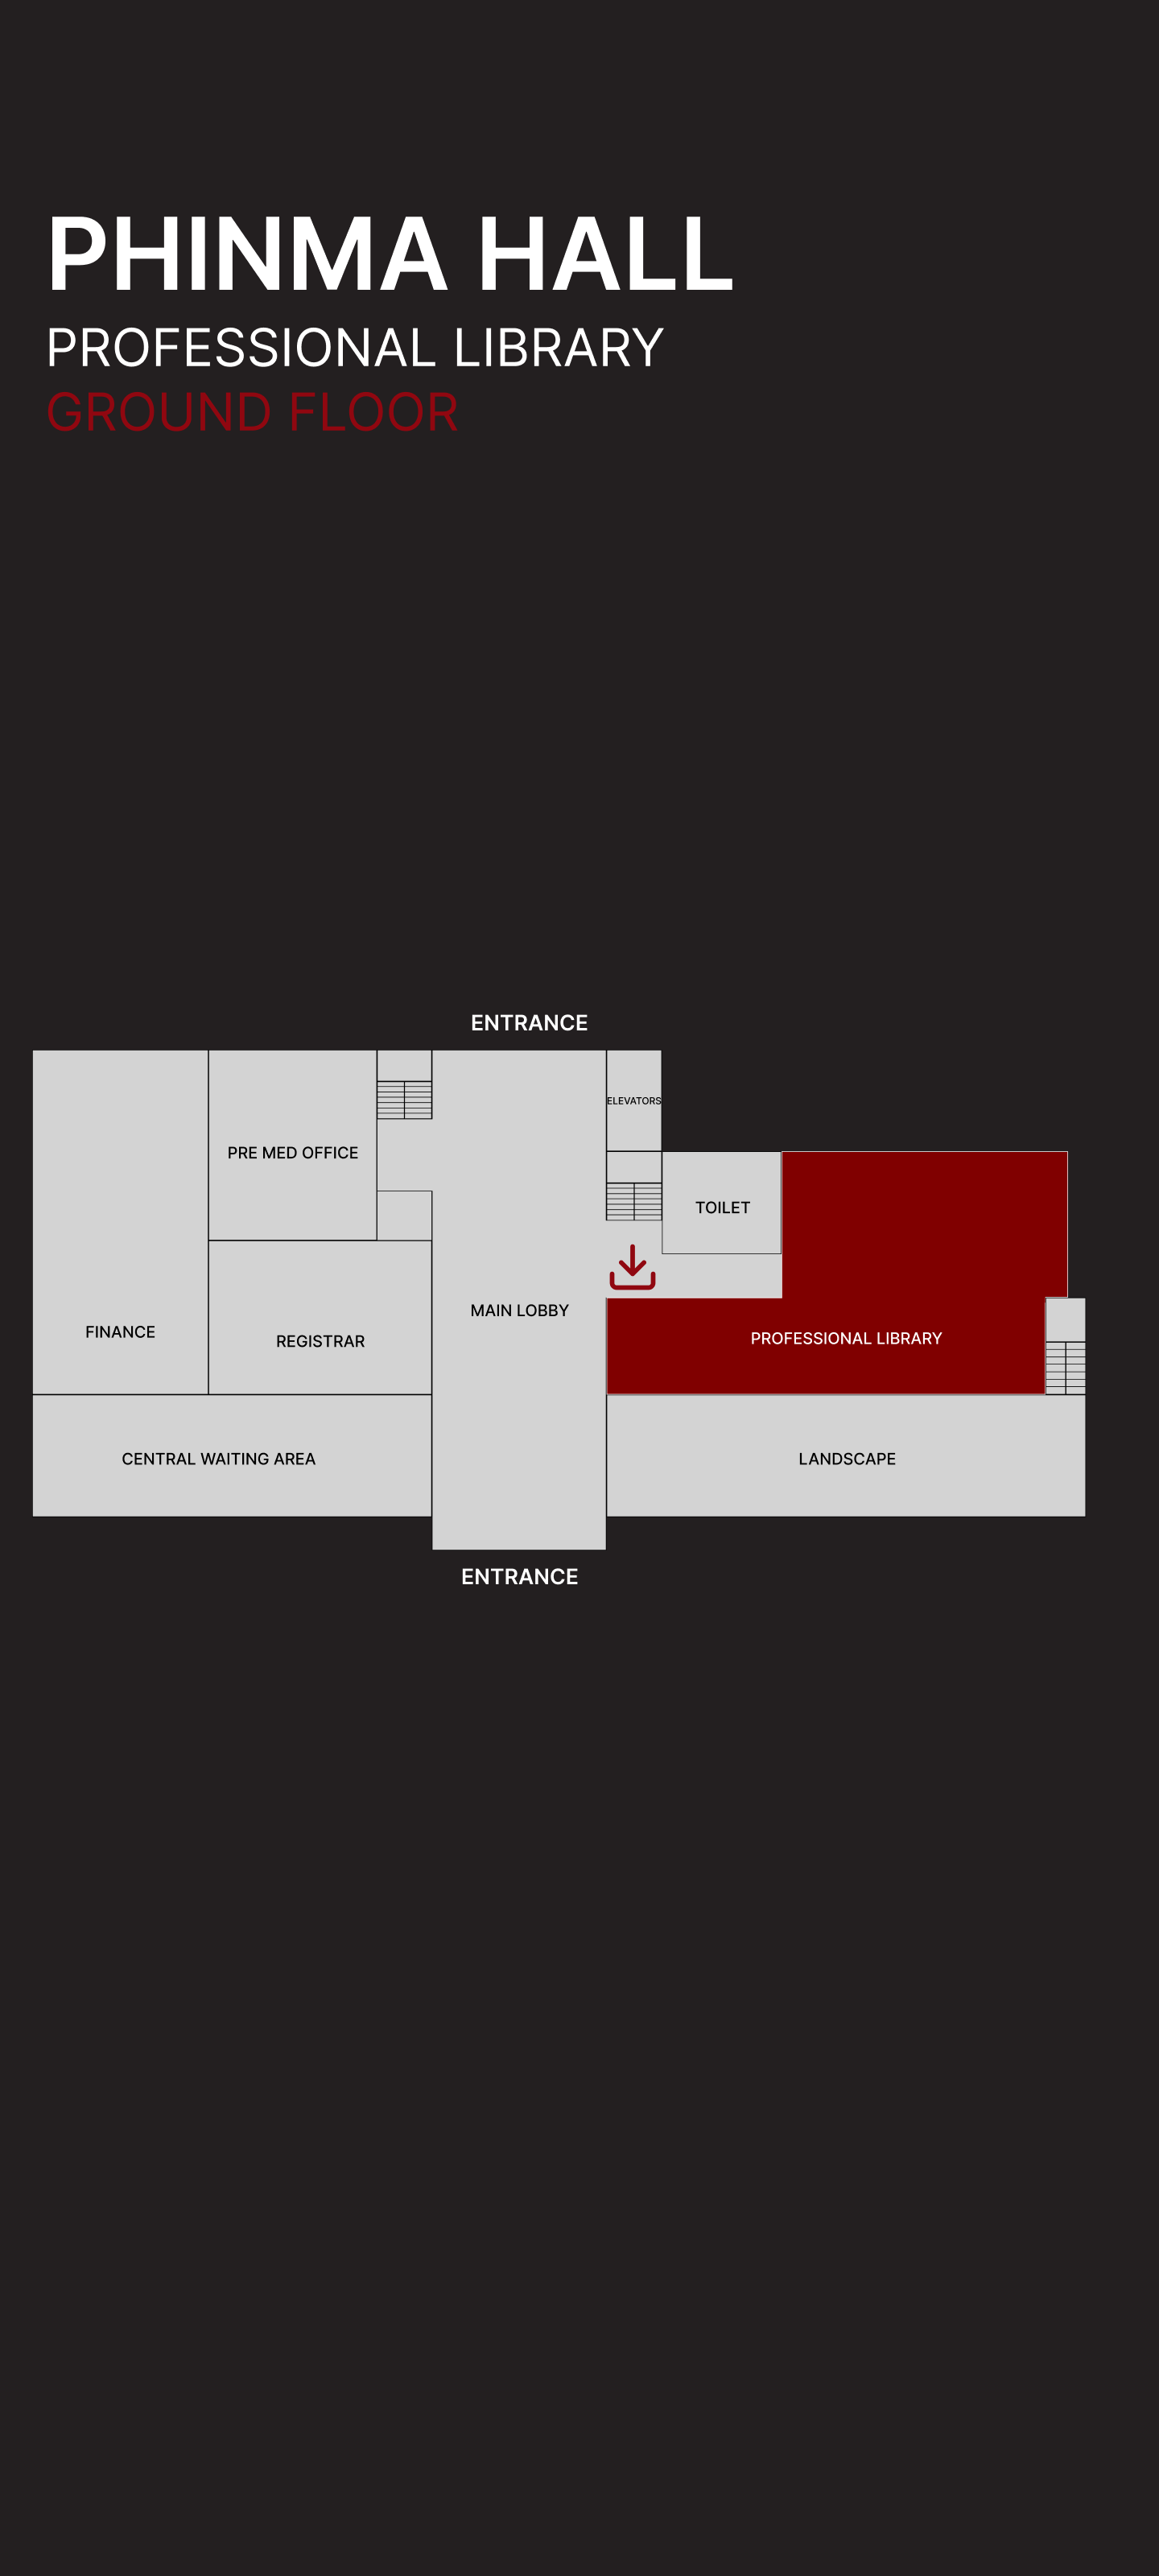 PHINMA HALL
PROFESSIONAL LIBRARY
GROUND FLOOR
ENTRANCE
ELEVATORS
PRE MED OFFICE
TOILET
MAIN LOBBY
FINANCE
REGISTRAR
PROFESSIONAL LIBRARY
CENTRAL WAITING AREA
LANDSCAPE
ENTRANCE